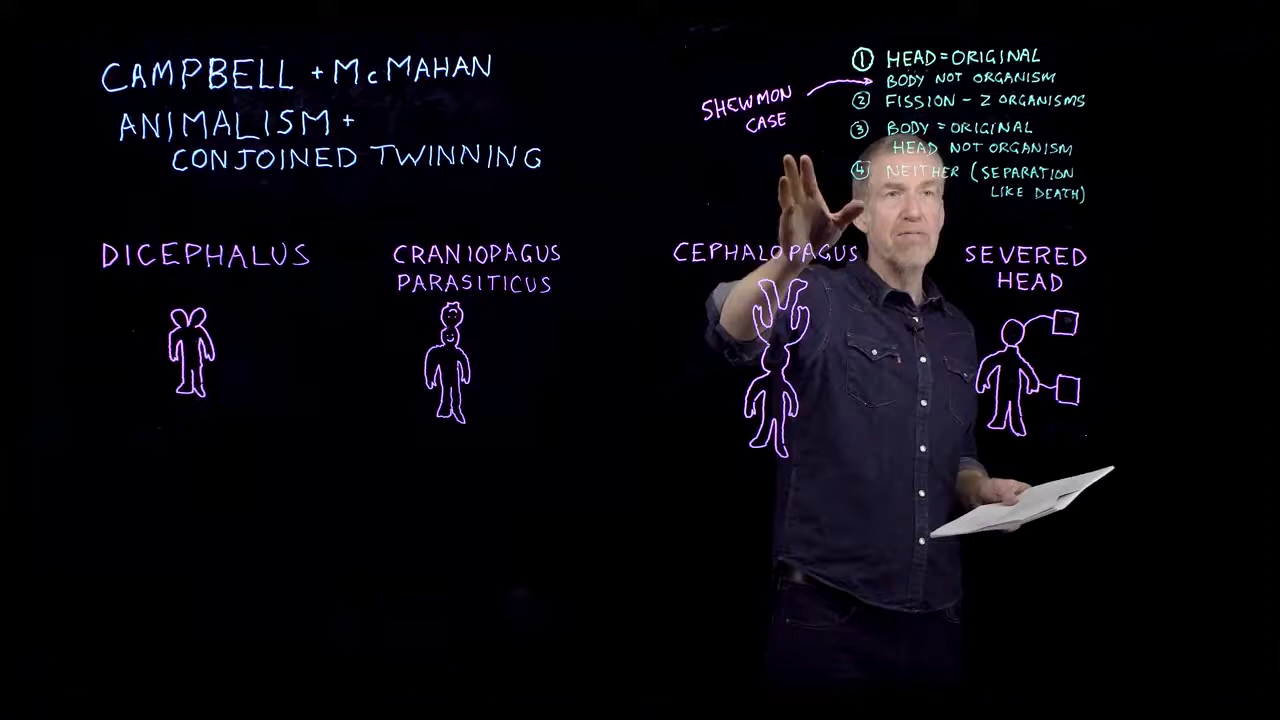 CAMPBELL + McMAHAN
ANIMALISM +
CONJOINED TWINNING
SHEWMON
CASE
① HEAD = ORIGINAL
BODY NOT ORGANISM
② FISSION - 2 ORGANISMS
③ BODY = ORIGINAL
HEAD NOT ORGANISM
④ NEITHER (SEPARATION
LIKE DEATH)
DICEPHALUS
CRANIOPAGUS
PARASITICUS
CEPHALOPAGUS
SEVERED
HEAD